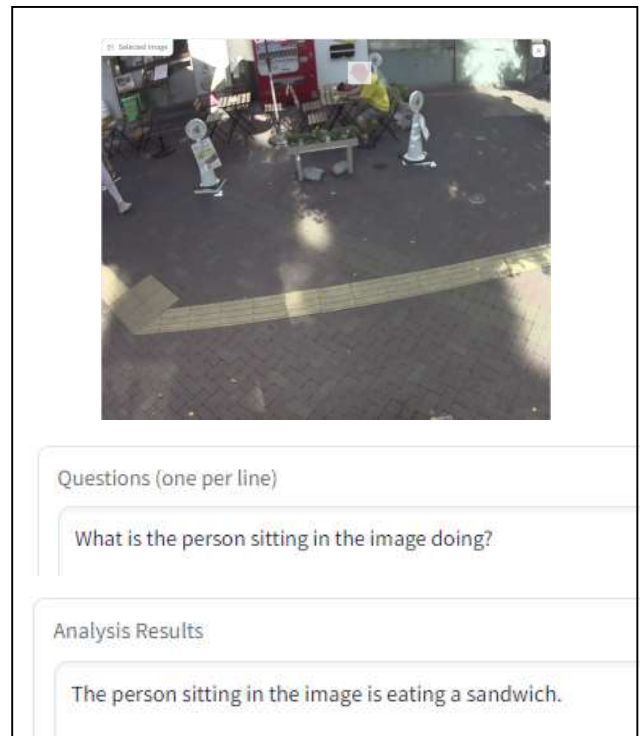 Selected Image
Questions (one per line)
What is the person sitting in the image doing?
Analysis Results
The person sitting in the image is eating a sandwich.